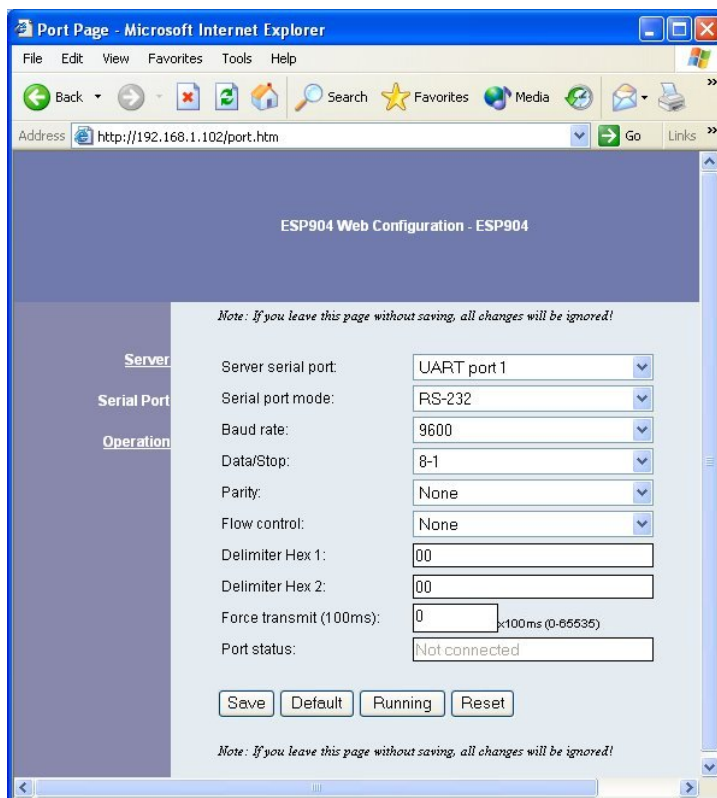 Port Page - Microsoft Internet Explorer
File Edit View Favorites Tools Help
Back Search Favorites Media »
Address http://192.168.1.102/port.htm Go Links »
ESP904 Web Configuration - ESP904
Note: If you leave this page without saving, all changes will be ignored!
Server
Serial Port
Operation
Server serial port: UART port 1
Serial port mode: RS-232
Baud rate: 9600
Data/Stop: 8-1
Parity: None
Flow control: None
Delimiter Hex 1: 00
Delimiter Hex 2: 00
Force transmit (100ms): 0 x100ms (0-65535)
Port status: Not connected
Save Default Running Reset
Note: If you leave this page without saving, all changes will be ignored!